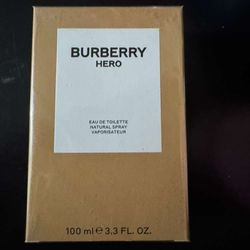 BURBERRY
HERO
EAU DE TOILETTE
NATURAL SPRAY
VAPORISATEUR
100 ml ℮ 3.3 FL. OZ.